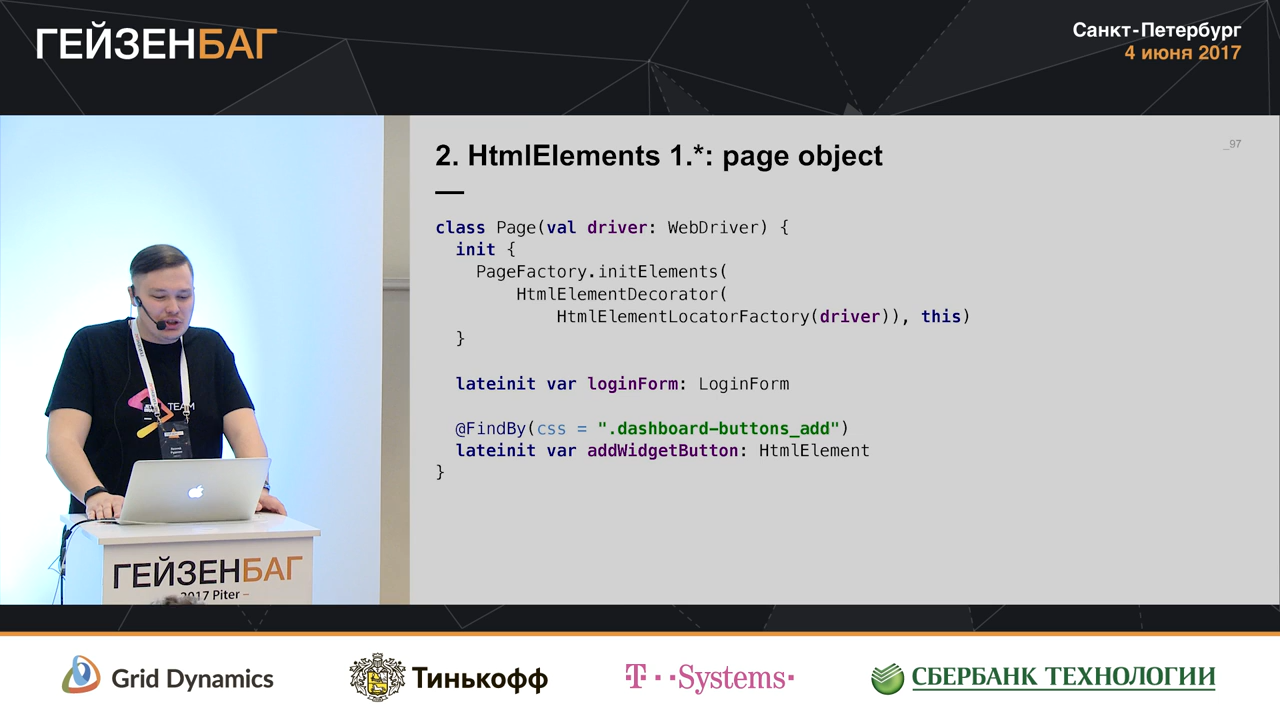 ГЕЙЗЕНБАГ
Санкт-Петербург
4 июня 2017
2. HtmlElements 1.*: page object
_97
class Page(val driver: WebDriver) {
init {
PageFactory.initElements(
HtmlElementDecorator(
HtmlElementLocatorFactory(driver)), this)
}
lateinit var loginForm: LoginForm
@FindBy(css = ".dashboard-buttons_add")
lateinit var addWidgetButton: HtmlElement
}
TEAM
ГЕЙЗЕНБАГ
2017 Piter
Grid Dynamics
Тинькофф
T··Systems·
СБЕРБАНК ТЕХНОЛОГИИ